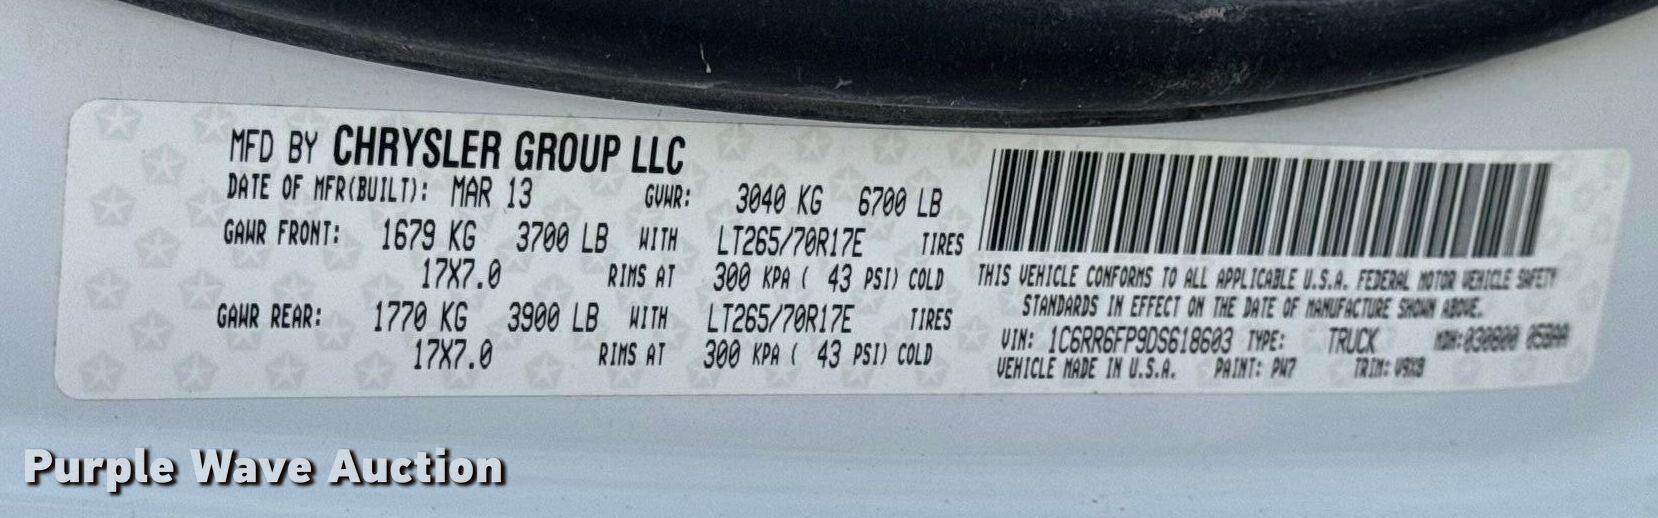 MFD BY CHRYSLER GROUP LLC
DATE OF MFR(BUILT): MAR 13 GVWR: 3040 KG 6700 LB
GAWR FRONT: 1679 KG 3700 LB WITH LT265/70R17E TIRES
17X7.0 RIMS AT 300 KPA ( 43 PSI) COLD
GAWR REAR: 1770 KG 3900 LB WITH LT265/70R17E TIRES
17X7.0 RIMS AT 300 KPA ( 43 PSI) COLD
THIS VEHICLE CONFORMS TO ALL APPLICABLE U.S.A. FEDERAL MOTOR VEHICLE SAFETY
STANDARDS IN EFFECT ON THE DATE OF MANUFACTURE SHOWN ABOVE.
VIN: 1C6RR6FP9DS618603 TYPE: TRUCK MDH:030800
VEHICLE MADE IN U.S.A. PAINT: PW7 TRIM:
Purple Wave Auction